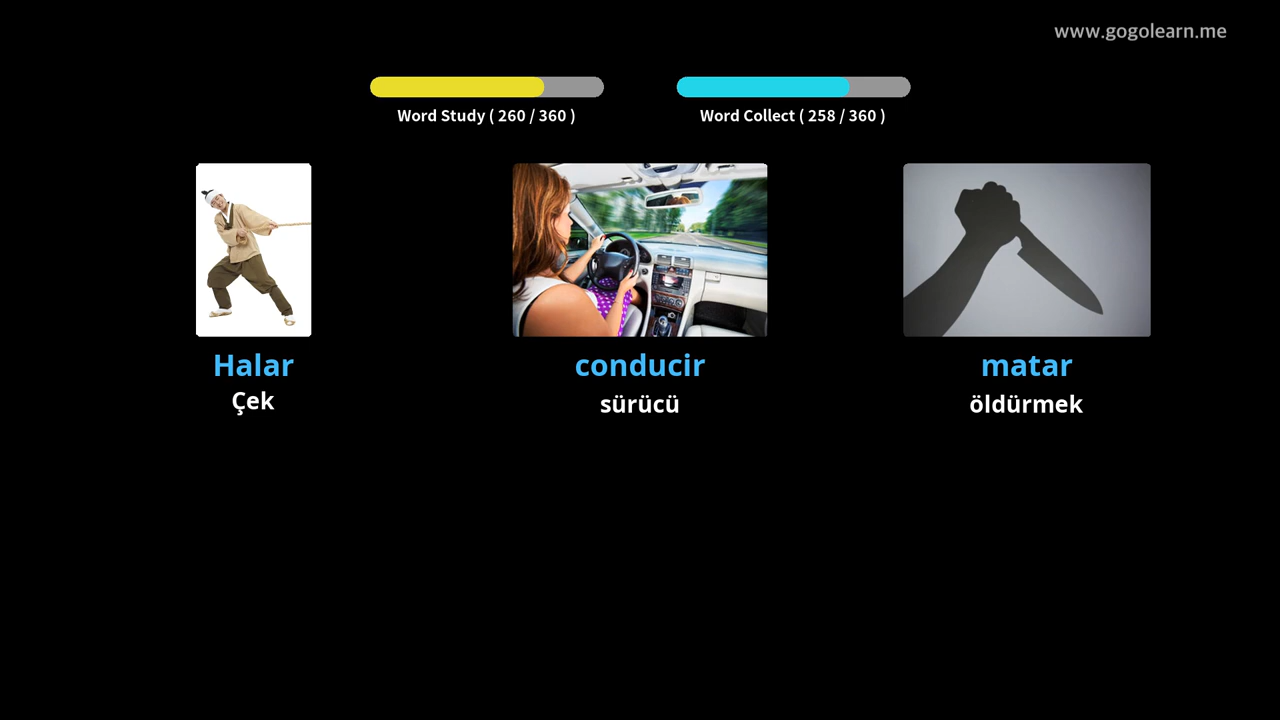 www.gogolearn.me
Word Study ( 260 / 360 )
Word Collect ( 258 / 360 )
Halar
Çek
conducir
sürücü
matar
öldürmek